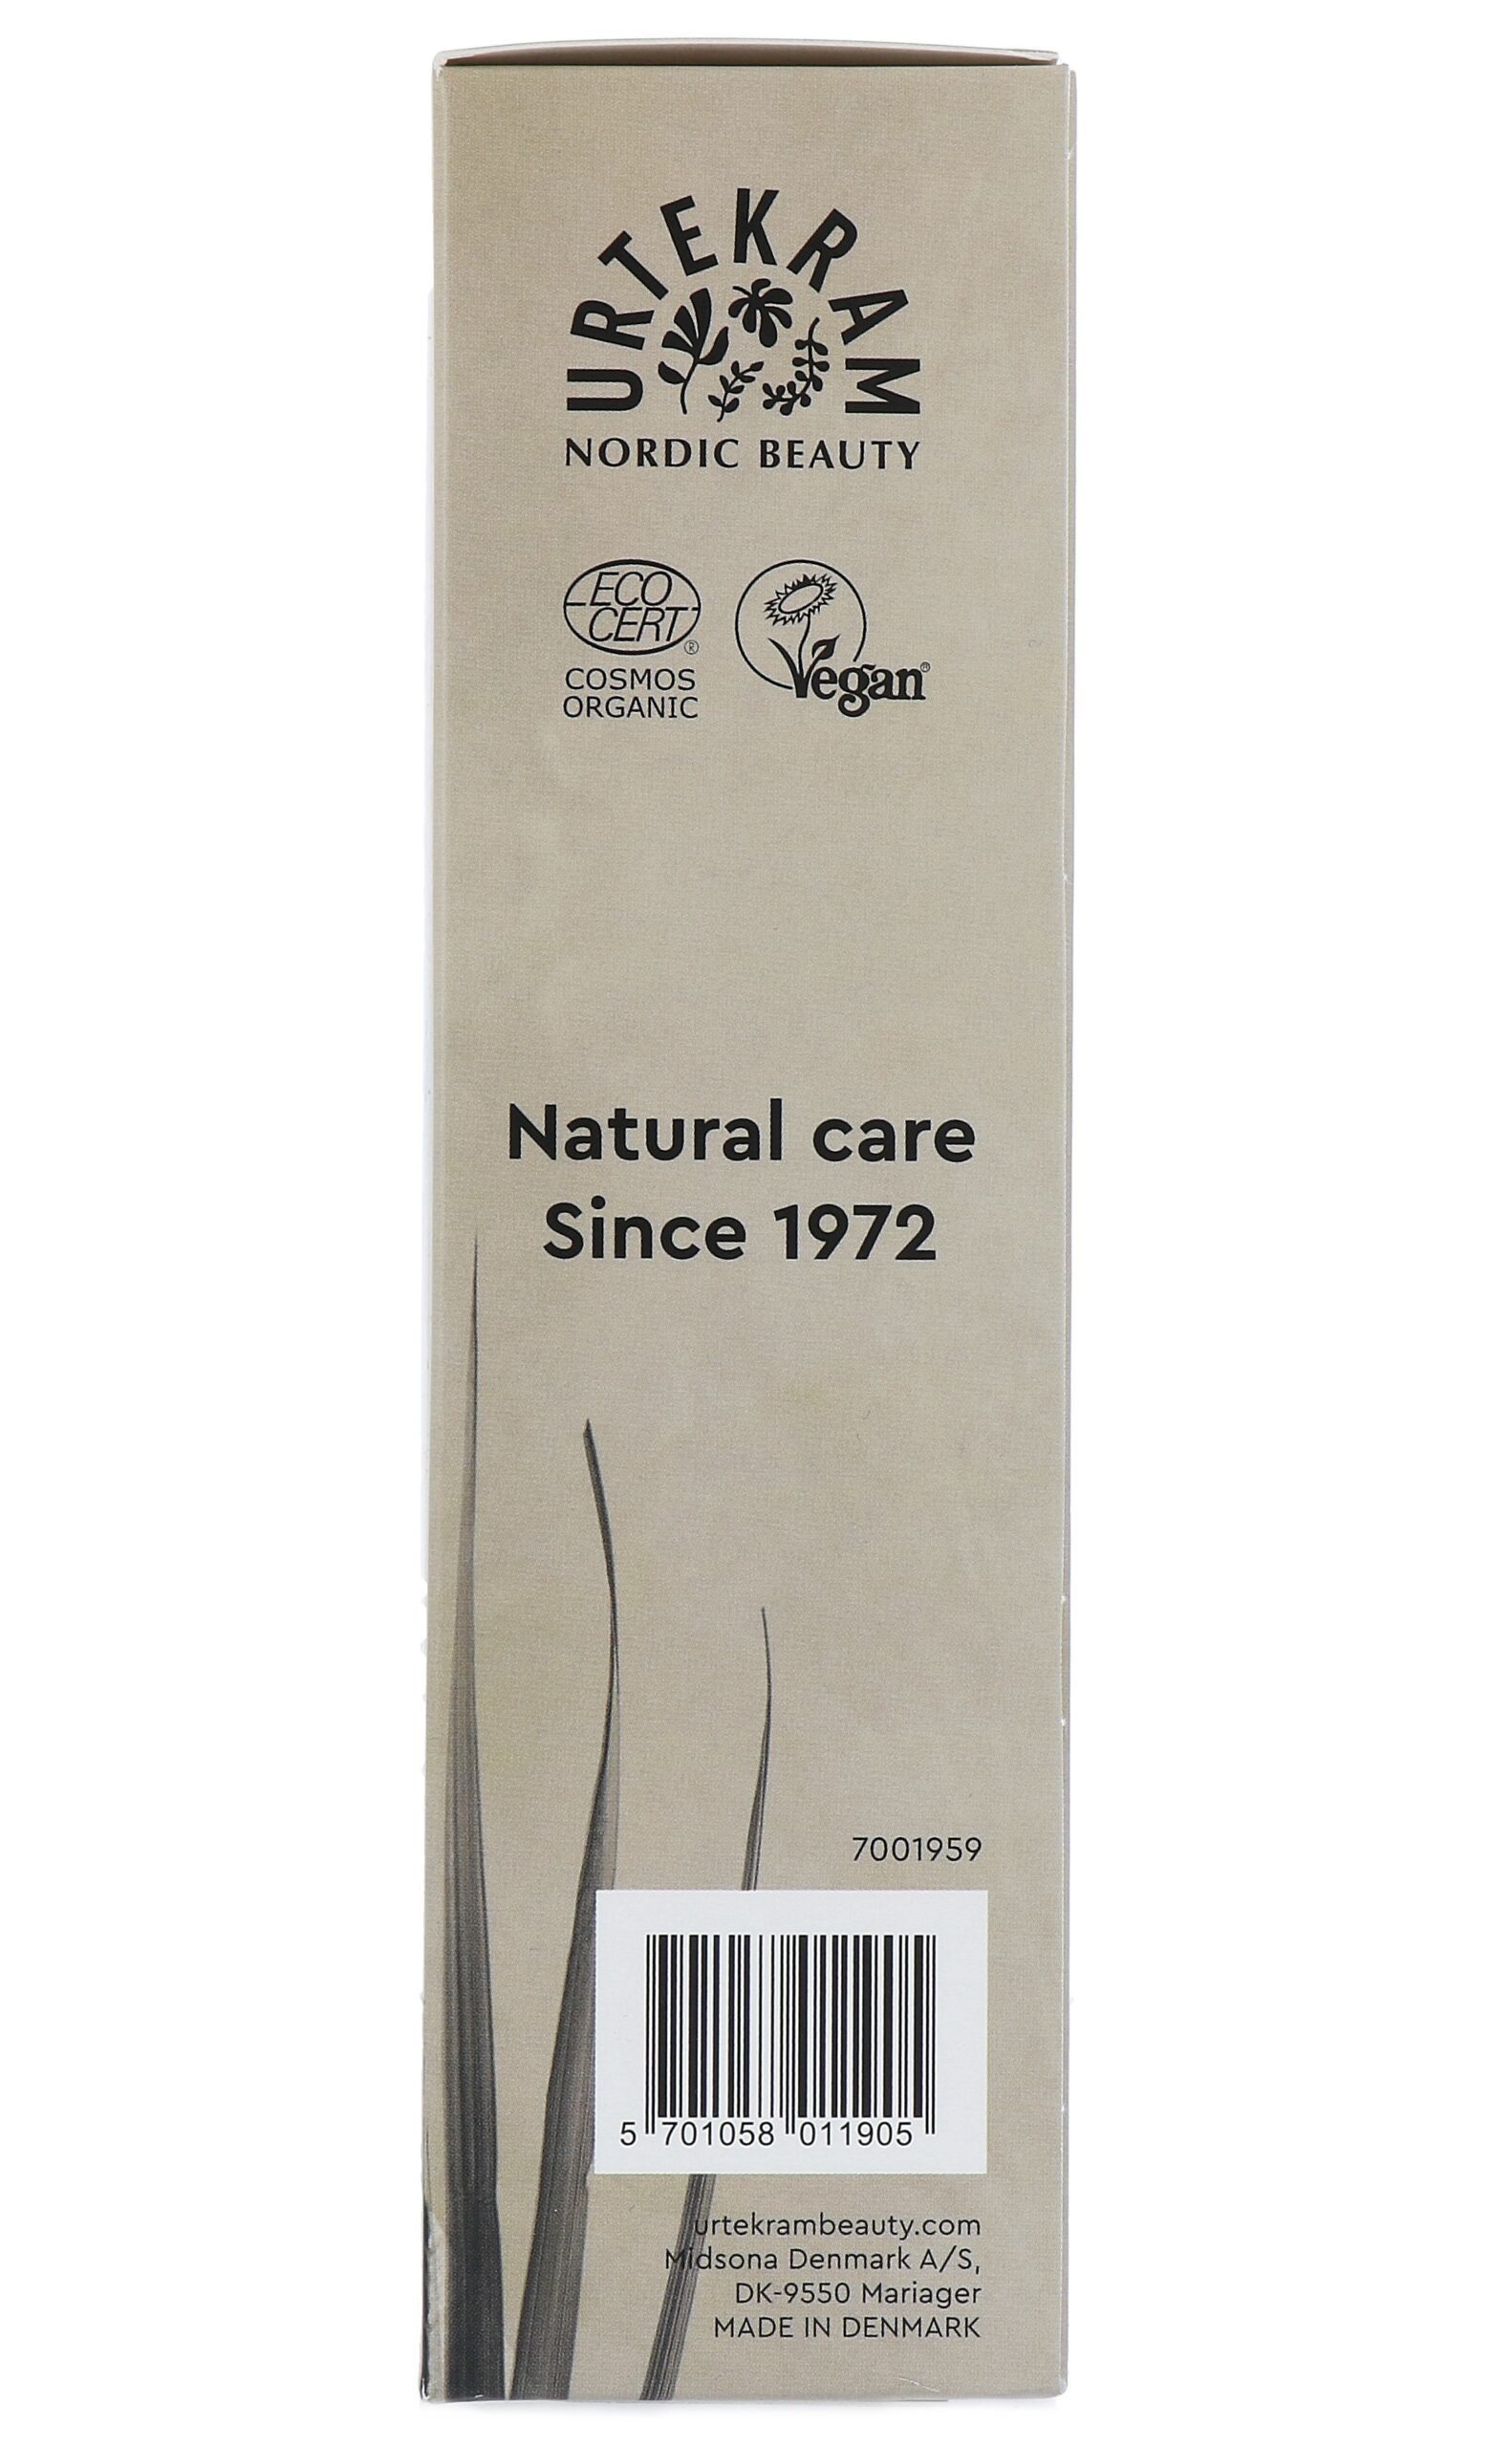 URTEKRAM
NORDIC BEAUTY
ECO
CERT®
COSMOS
ORGANIC
Vegan®
Natural care
Since 1972
7001959
5 701058 011905
urtekrambeauty.com
Midsona Denmark A/S,
DK-9550 Mariager
MADE IN DENMARK